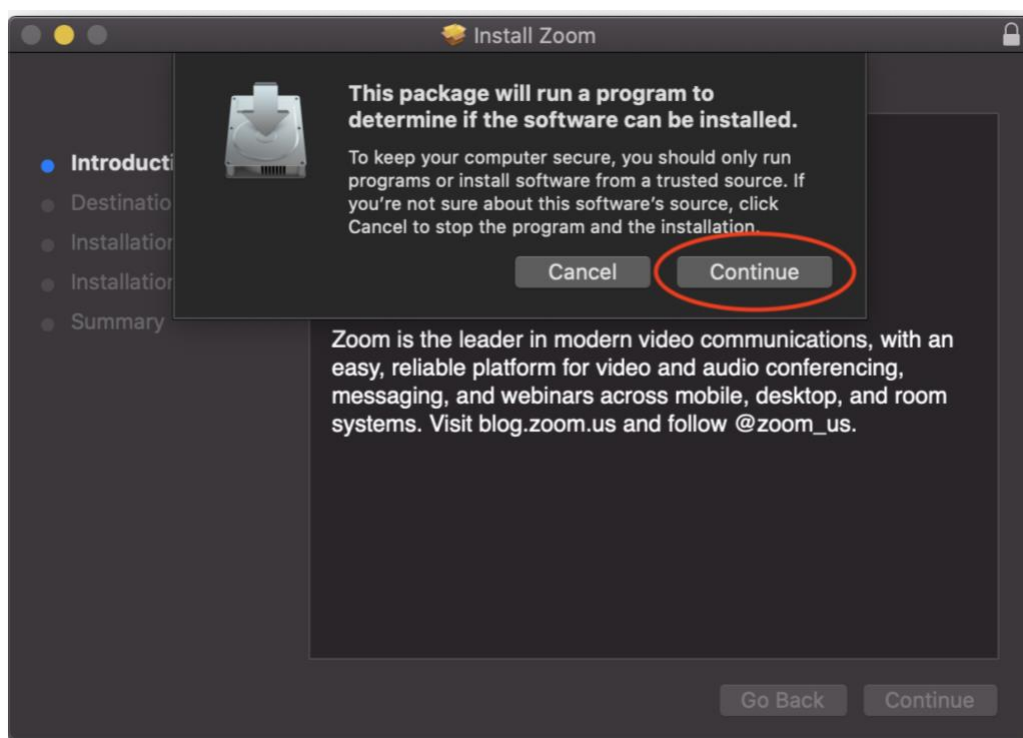 Install Zoom
This package will run a program to
determine if the software can be installed.
To keep your computer secure, you should only run
programs or install software from a trusted source. If
you're not sure about this software's source, click
Cancel to stop the program and the installation.
Cancel
Continue
Introducti
Destinatio
Installation
Installation
Summary
Zoom is the leader in modern video communications, with an
easy, reliable platform for video and audio conferencing,
messaging, and webinars across mobile, desktop, and room
systems. Visit blog.zoom.us and follow @zoom_us.
Go Back
Continue